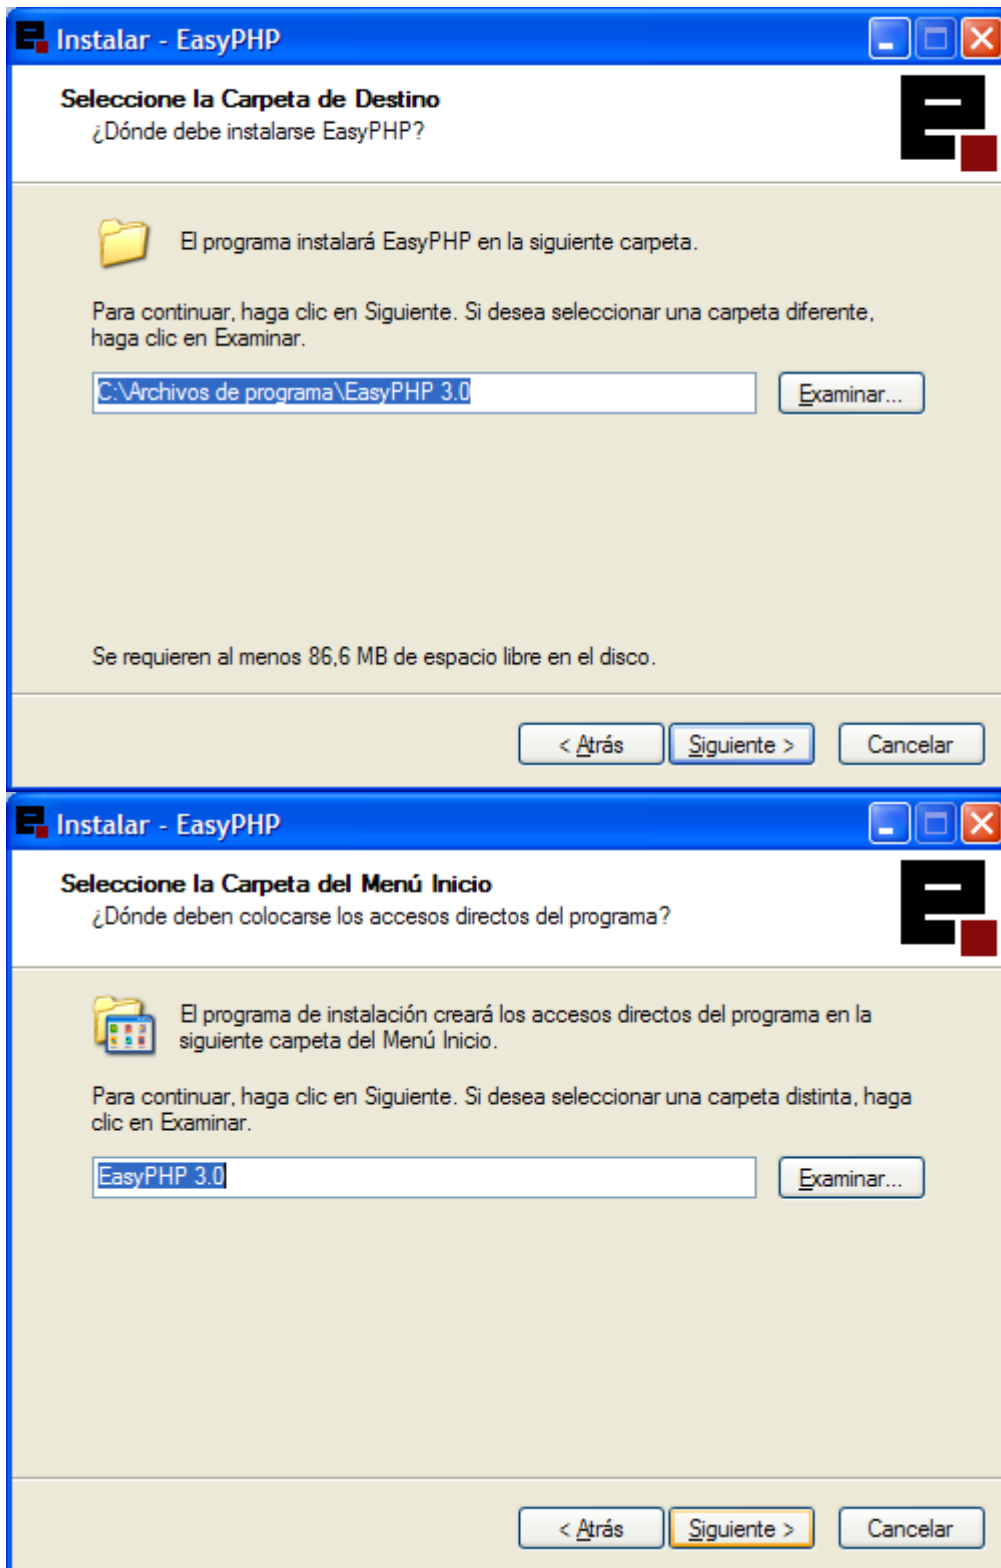 Instalar - EasyPHP
Seleccione la Carpeta de Destino
¿Dónde debe instalarse EasyPHP?
El programa instalará EasyPHP en la siguiente carpeta.
Para continuar, haga clic en Siguiente. Si desea seleccionar una carpeta diferente,
haga clic en Examinar.
C:\Archivos de programa\EasyPHP 3.0
Examinar...
Se requieren al menos 86,6 MB de espacio libre en el disco.
< Atrás
Siguiente >
Cancelar
Instalar - EasyPHP
Seleccione la Carpeta del Menú Inicio
¿Dónde deben colocarse los accesos directos del programa?
El programa de instalación creará los accesos directos del programa en la
siguiente carpeta del Menú Inicio.
Para continuar, haga clic en Siguiente. Si desea seleccionar una carpeta distinta, haga
clic en Examinar.
EasyPHP 3.0
Examinar...
< Atrás
Siguiente >
Cancelar